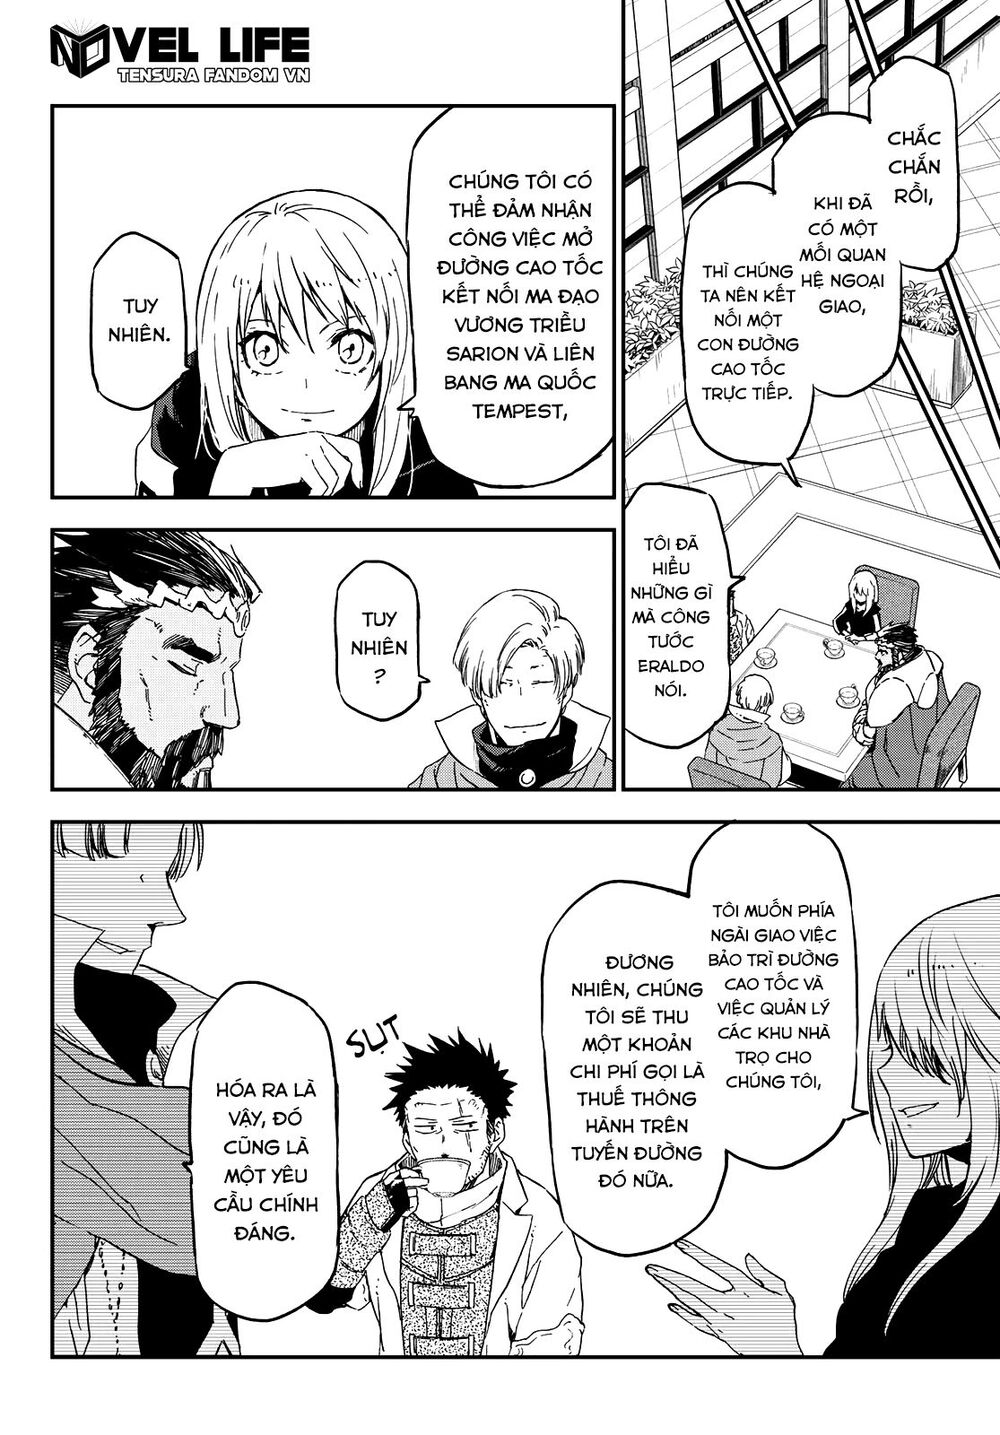 NOVEL LIFE
TENSURA FANDOM VN
CHẮC
CHẮN
RỒI,
KHI ĐÃ
CÓ MỘT
MỐI QUAN
HỆ NGOẠI
GIAO,
THÌ CHÚNG
TA NÊN KẾT
NỐI MỘT
CON ĐƯỜNG
CAO TỐC
TRỰC TIẾP.
TÔI ĐÃ
HIỂU
NHỮNG GÌ
MÀ CÔNG
TƯỚC
ERALDO
NÓI.
CHÚNG TÔI CÓ
THỂ ĐẢM NHẬN
CÔNG VIỆC MỞ
ĐƯỜNG CAO TỐC
KẾT NỐI MA ĐẠO
VƯƠNG TRIỀU
SARION VÀ LIÊN
BANG MA QUỐC
TEMPEST,
TUY
NHIÊN.
TUY
NHIÊN
?
TÔI MUỐN PHÍA
NGÀI GIAO VIỆC
BẢO TRÌ ĐƯỜNG
CAO TỐC VÀ
VIỆC QUẢN LÝ
CÁC KHU NHÀ
TRỌ CHO
CHÚNG TÔI,
ĐƯƠNG
NHIÊN, CHÚNG
TÔI SẼ THU
MỘT KHOẢN
CHI PHÍ GỌI LÀ
THUẾ THÔNG
HÀNH TRÊN
TUYẾN ĐƯỜNG
ĐÓ NỮA.
SỤT
HÓA RA LÀ
VẬY, ĐÓ
CŨNG LÀ
MỘT YÊU
CẦU CHÍNH
ĐÁNG.